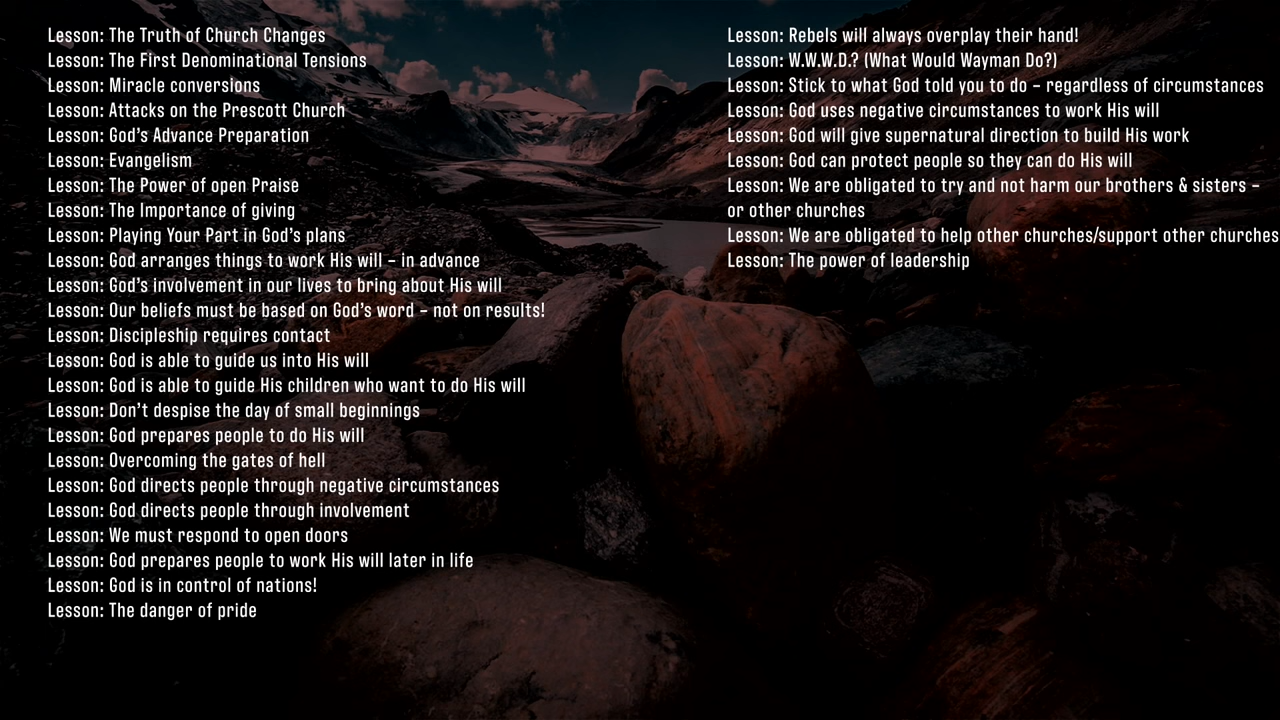 Lesson: The Truth of Church Changes
Lesson: The First Denominational Tensions
Lesson: Miracle conversions
Lesson: Attacks on the Prescott Church
Lesson: God's Advance Preparation
Lesson: Evangelism
Lesson: The Power of open Praise
Lesson: The Importance of giving
Lesson: Playing Your Part in God's plans
Lesson: God arranges things to work His will – in advance
Lesson: God's involvement in our lives to bring about His will
Lesson: Our beliefs must be based on God's word – not on results!
Lesson: Discipleship requires contact
Lesson: God is able to guide us into His will
Lesson: God is able to guide His children who want to do His will
Lesson: Don't despise the day of small beginnings
Lesson: God prepares people to do His will
Lesson: Overcoming the gates of hell
Lesson: God directs people through negative circumstances
Lesson: God directs people through involvement
Lesson: We must respond to open doors
Lesson: God prepares people to work His will later in life
Lesson: God is in control of nations!
Lesson: The danger of pride
Lesson: Rebels will always overplay their hand!
Lesson: W.W.W.D.? (What Would Wayman Do?)
Lesson: Stick to what God told you to do – regardless of circumstances
Lesson: God uses negative circumstances to work His will
Lesson: God will give supernatural direction to build His work
Lesson: God can protect people so they can do His will
Lesson: We are obligated to try and not harm our brothers & sisters –
or other churches
Lesson: We are obligated to help other churches/support other churches
Lesson: The power of leadership